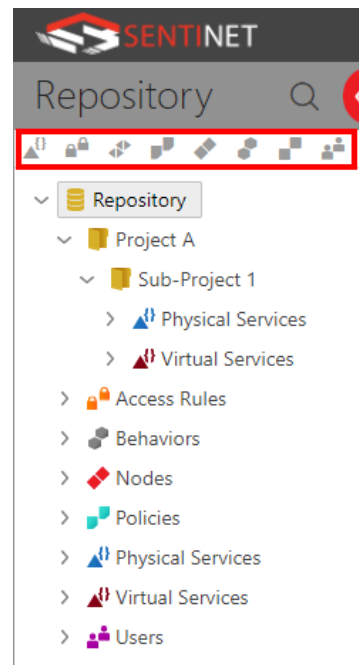 SENTINET
Repository
Repository
Project A
Sub-Project 1
Physical Services
Virtual Services
Access Rules
Behaviors
Nodes
Policies
Physical Services
Virtual Services
Users